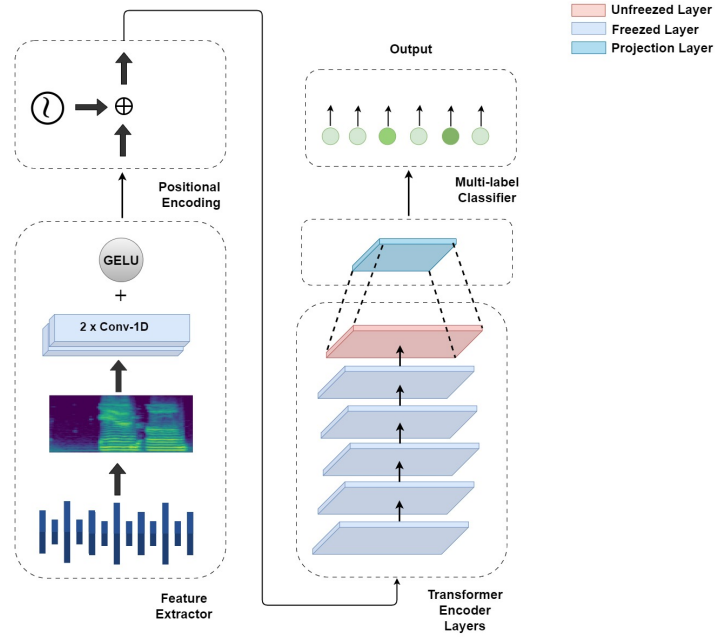 Unfreezed Layer
Freezed Layer
Projection Layer
Output
Positional
Encoding
Multi-label
Classifier
GELU
+
2 x Conv-1D
Feature
Extractor
Transformer
Encoder
Layers